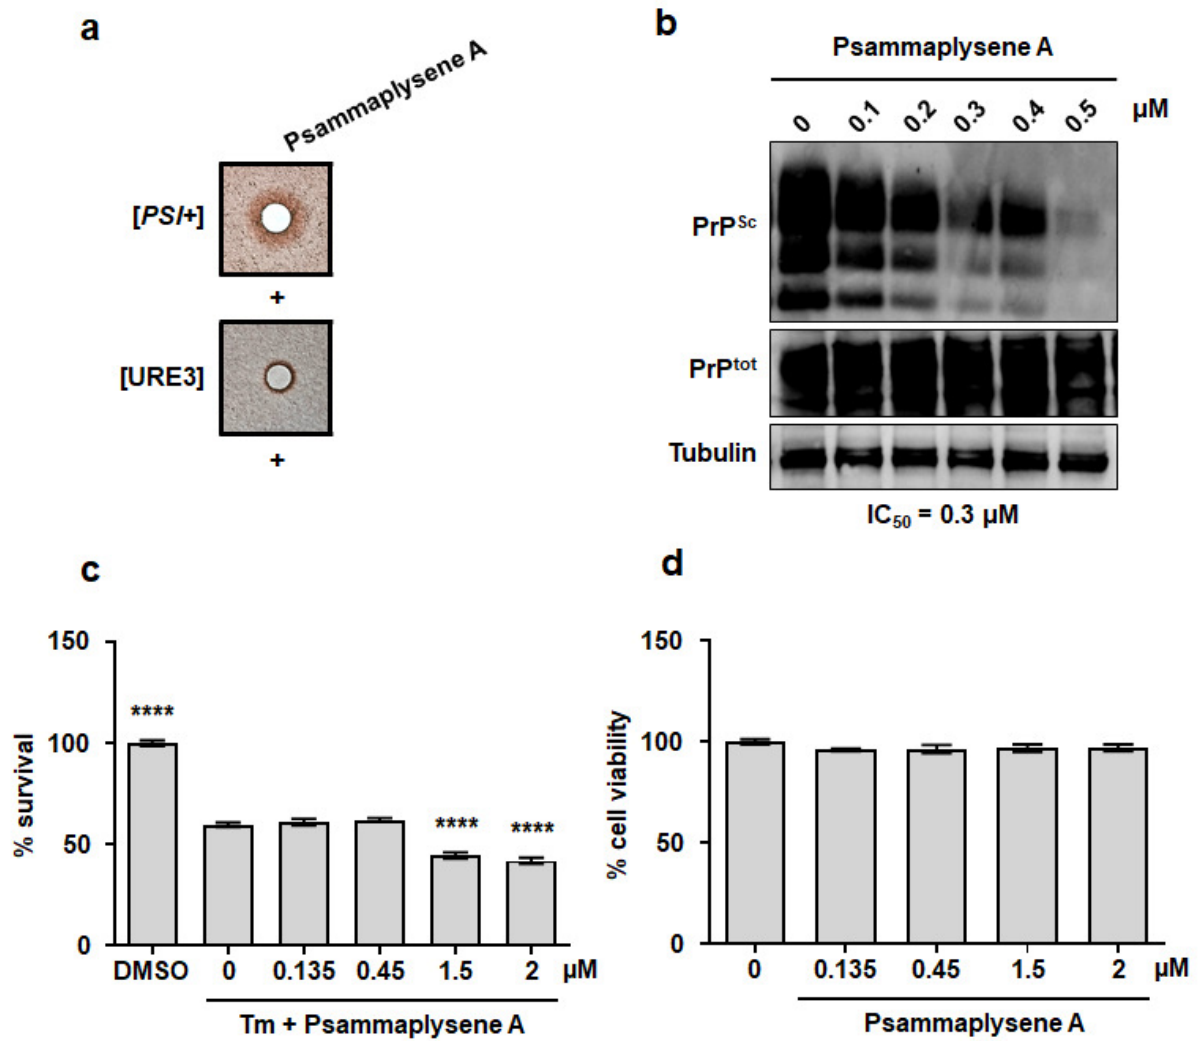 a
Psammaplysene A
[PSI+]
+
[URE3]
+
b
Psammaplysene A
0 0.1 0.2 0.3 0.4 0.5 µM
PrPSc
PrPtot
Tubulin
IC50 = 0.3 µM
c
% survival
150
100
50
0
****
****
****
DMSO 0 0.135 0.45 1.5 2 µM
Tm + Psammaplysene A
d
% cell viability
150
100
50
0
0 0.135 0.45 1.5 2 µM
Psammaplysene A